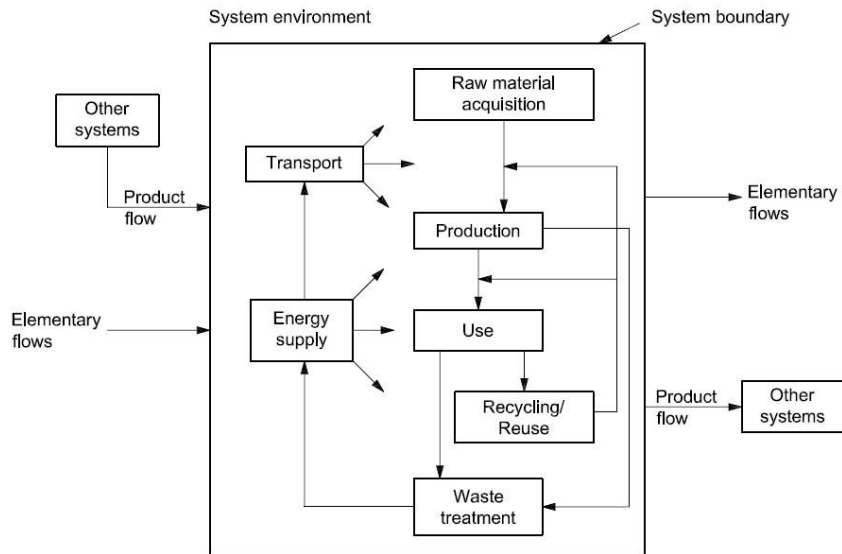 System environment
System boundary
Raw material
acquisition
Other
systems
Transport
Product
flow
Elementary
flows
Production
Elementary
flows
Energy
supply
Use
Recycling/
Reuse
Product
flow
Other
systems
Waste
treatment